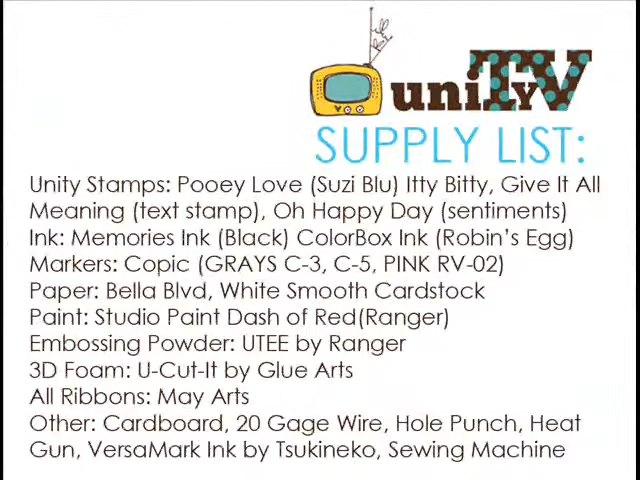 uniTyTV
SUPPLY LIST:
Unity Stamps: Pooey Love (Suzi Blu) Itty Bitty, Give It All
Meaning (text stamp), Oh Happy Day (sentiments)
Ink: Memories Ink (Black) ColorBox Ink (Robin's Egg)
Markers: Copic (GRAYS C-3, C-5, PINK RV-02)
Paper: Bella Blvd, White Smooth Cardstock
Paint: Studio Paint Dash of Red(Ranger)
Embossing Powder: UTEE by Ranger
3D Foam: U-Cut-It by Glue Arts
All Ribbons: May Arts
Other: Cardboard, 20 Gage Wire, Hole Punch, Heat
Gun, VersaMark Ink by Tsukineko, Sewing Machine